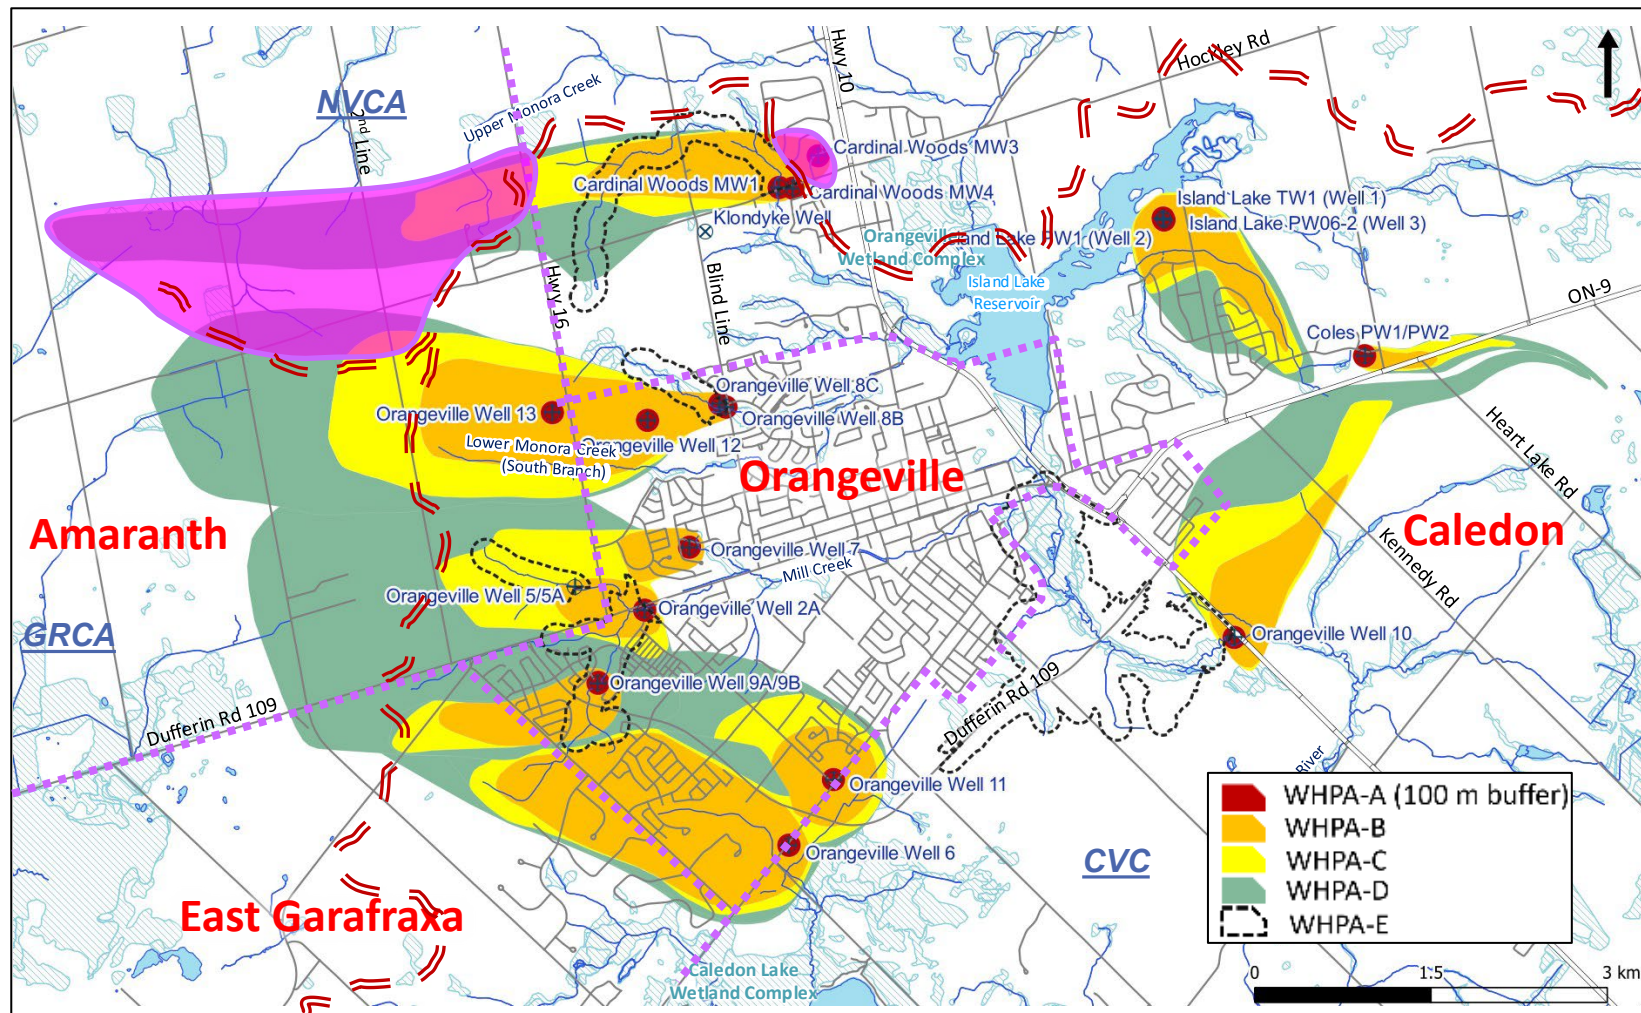 Hwy 10
Hockley Rd
NVCA
2nd Line
Upper Monora Creek
Cardinal Woods MW3
Cardinal Woods MW1
Cardinal Woods MW4
Klondyke Well
Island Lake TW1 (Well 1)
Island Lake PW06-2 (Well 3)
Island Lake PW1 (Well 2)
Orangeville
Wetland Complex
Island Lake
Reservoir
Hwy 16
Blind Line
ON-9
Coles PW1/PW2
Orangeville Well 8C
Orangeville Well 8B
Orangeville Well 13
Orangeville Well 12
Lower Monora Creek
(South Branch)
Orangeville
Heart Lake Rd
Amaranth
Caledon
Orangeville Well 7
Mill Creek
Kennedy Rd
Orangeville Well 5/5A
Orangeville Well 2A
GRCA
Orangeville Well 10
Orangeville Well 9A/9B
Dufferin Rd 109
Dufferin Rd 109
River
Orangeville Well 11
Orangeville Well 6
CVC
East Garafraxa
Caledon Lake
Wetland Complex
WHPA-A (100 m buffer)
WHPA-B
WHPA-C
WHPA-D
WHPA-E
0 1.5 3 km